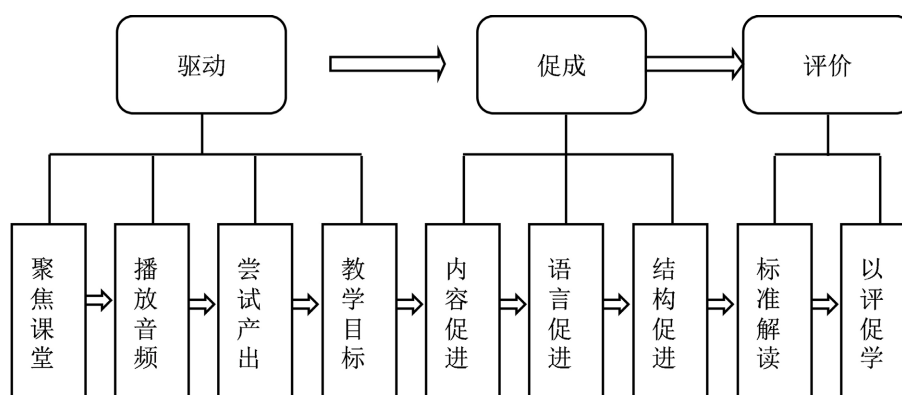 驱动
促成
评价
聚焦课堂
播放音频
尝试产出
教学目标
内容促进
语言促进
结构促进
标准解读
以评促学